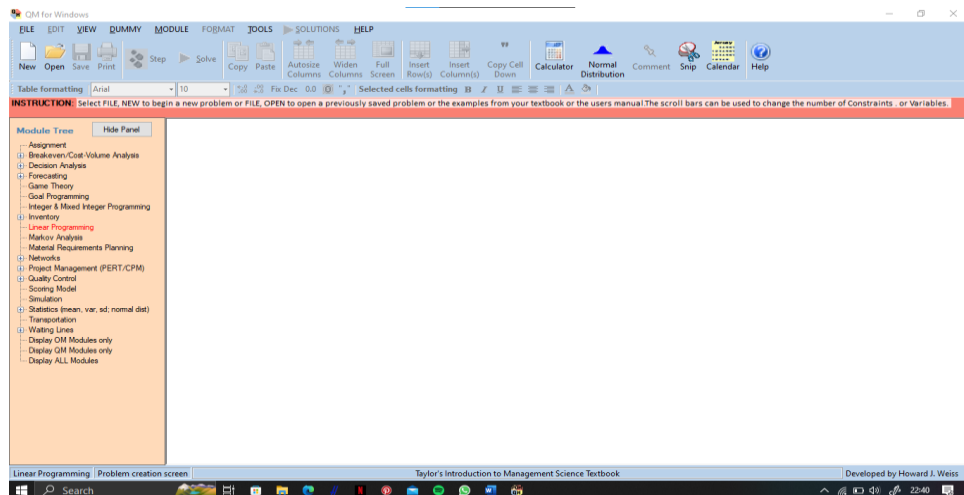 QM for Windows
FILE EDIT VIEW DUMMY MODULE FORMAT TOOLS SOLUTIONS HELP
New Open Save Print Step Solve Copy Paste Autosize Columns Widen Columns Full Screen Insert Row(s) Insert Column(s) Copy Cell Down Calculator Normal Distribution Comment Snip Calendar Help
Table formatting Arial 10 Fix Dec 0.0 Selected cells formatting B I U A
INSTRUCTION: Select FILE, NEW to begin a new problem or FILE, OPEN to open a previously saved problem or the examples from your textbook or the users manual.The scroll bars can be used to change the number of Constraints . or Variables.
Module Tree Hide Panel
Assignment
Breakeven/Cost-Volume Analysis
Decision Analysis
Forecasting
Game Theory
Goal Programming
Integer & Mixed Integer Programming
Inventory
Linear Programming
Markov Analysis
Material Requirements Planning
Networks
Project Management (PERT/CPM)
Quality Control
Scoring Model
Simulation
Statistics (mean, var, sd; normal dist)
Transportation
Waiting Lines
Display OM Modules only
Display QM Modules only
Display ALL Modules
Linear Programming Problem creation screen Taylor's Introduction to Management Science Textbook Developed by Howard J. Weiss
Search 22:40